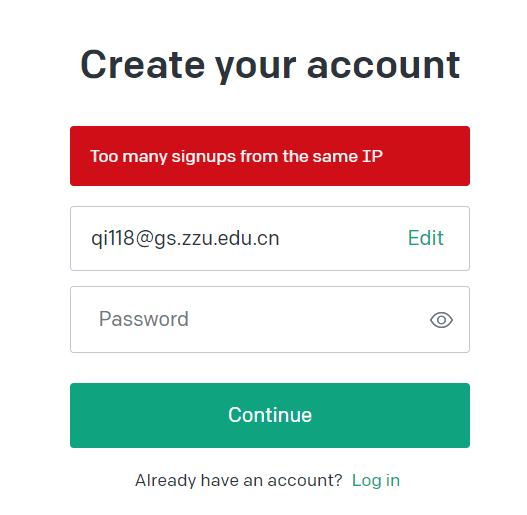 Create your account
Too many signups from the same IP
qi118@gs.zzu.edu.cn Edit
Password
Continue
Already have an account? Log in